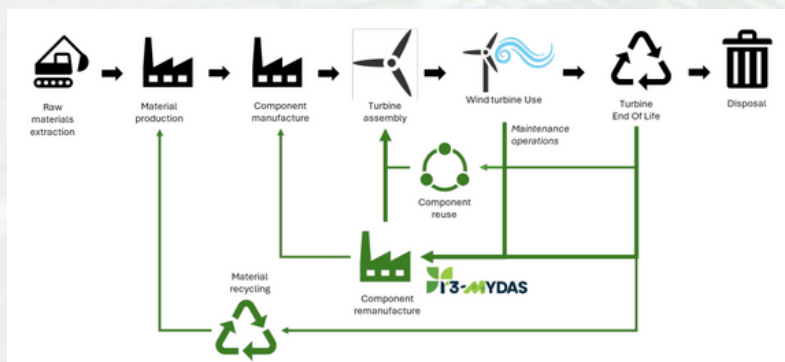 Raw
materials
extraction
Material
production
Component
manufacture
Turbine
assembly
Wind turbine Use
Turbine
End Of Life
Disposal
Maintenance
operations
Component
reuse
Material
recycling
Component
remanufacture
r3-MYDAS